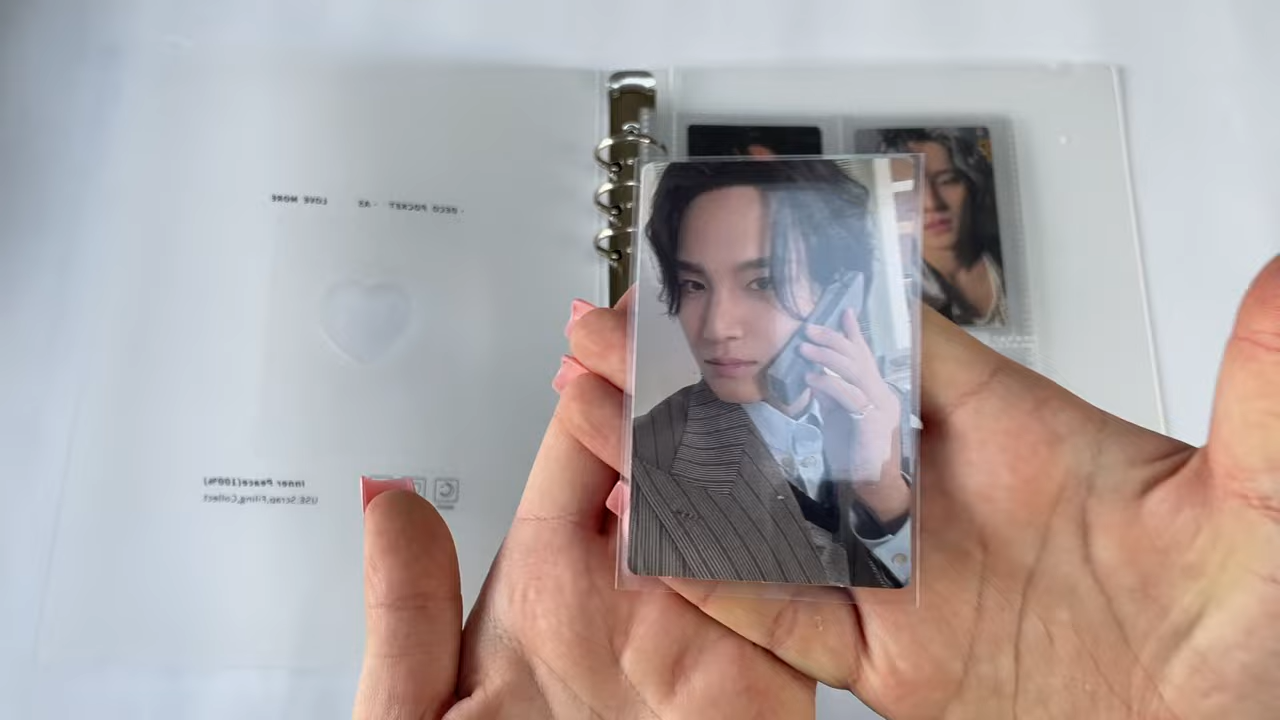 · DECO POCKET · A5 LOVE MORE
Inner Peace(100%)
USE.Scrap,Filing,Collect